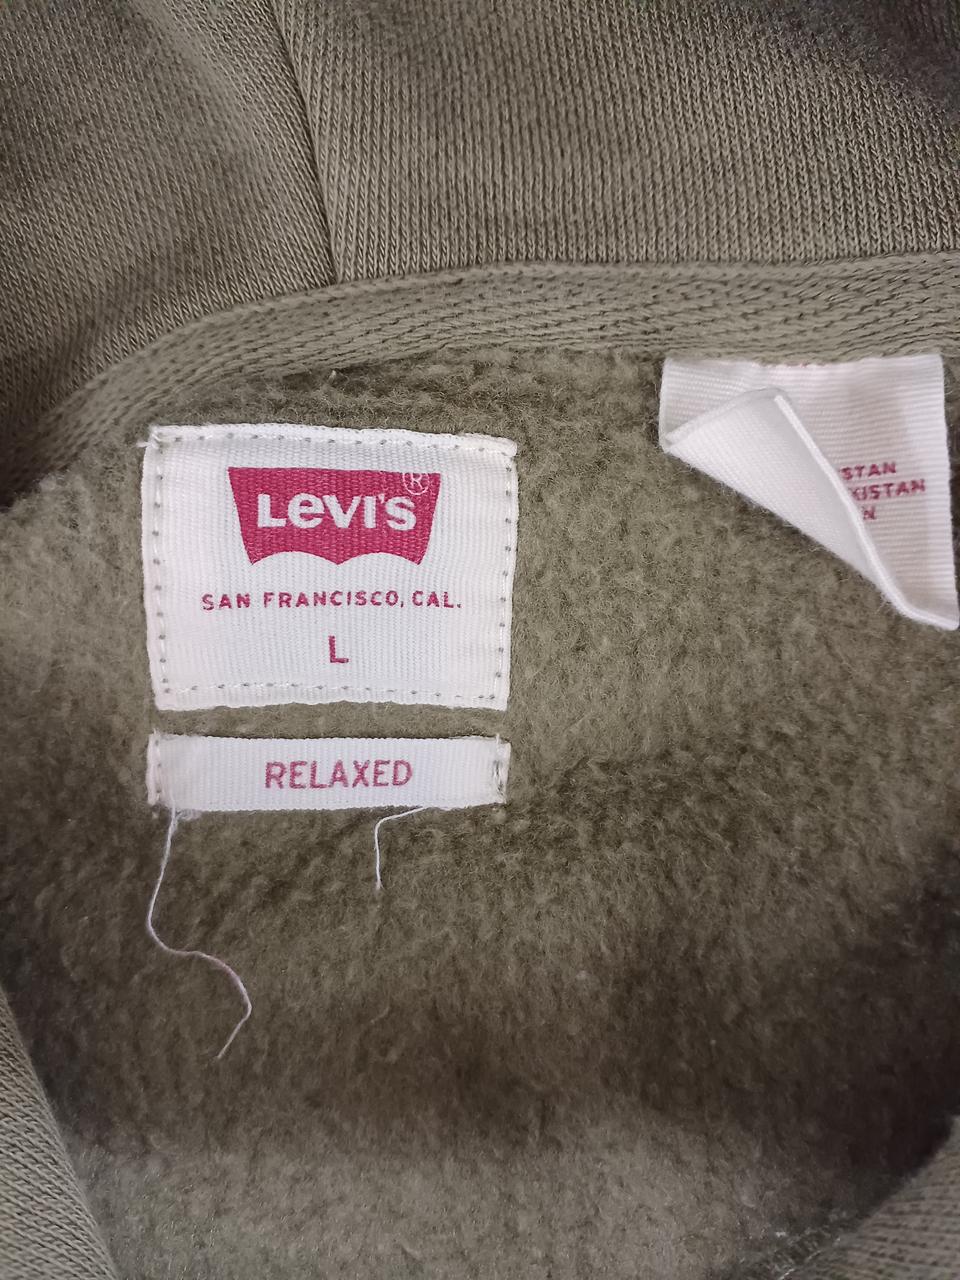 LEVI'S®
SAN FRANCISCO, CAL.
L
RELAXED
STAN
KISTAN
N